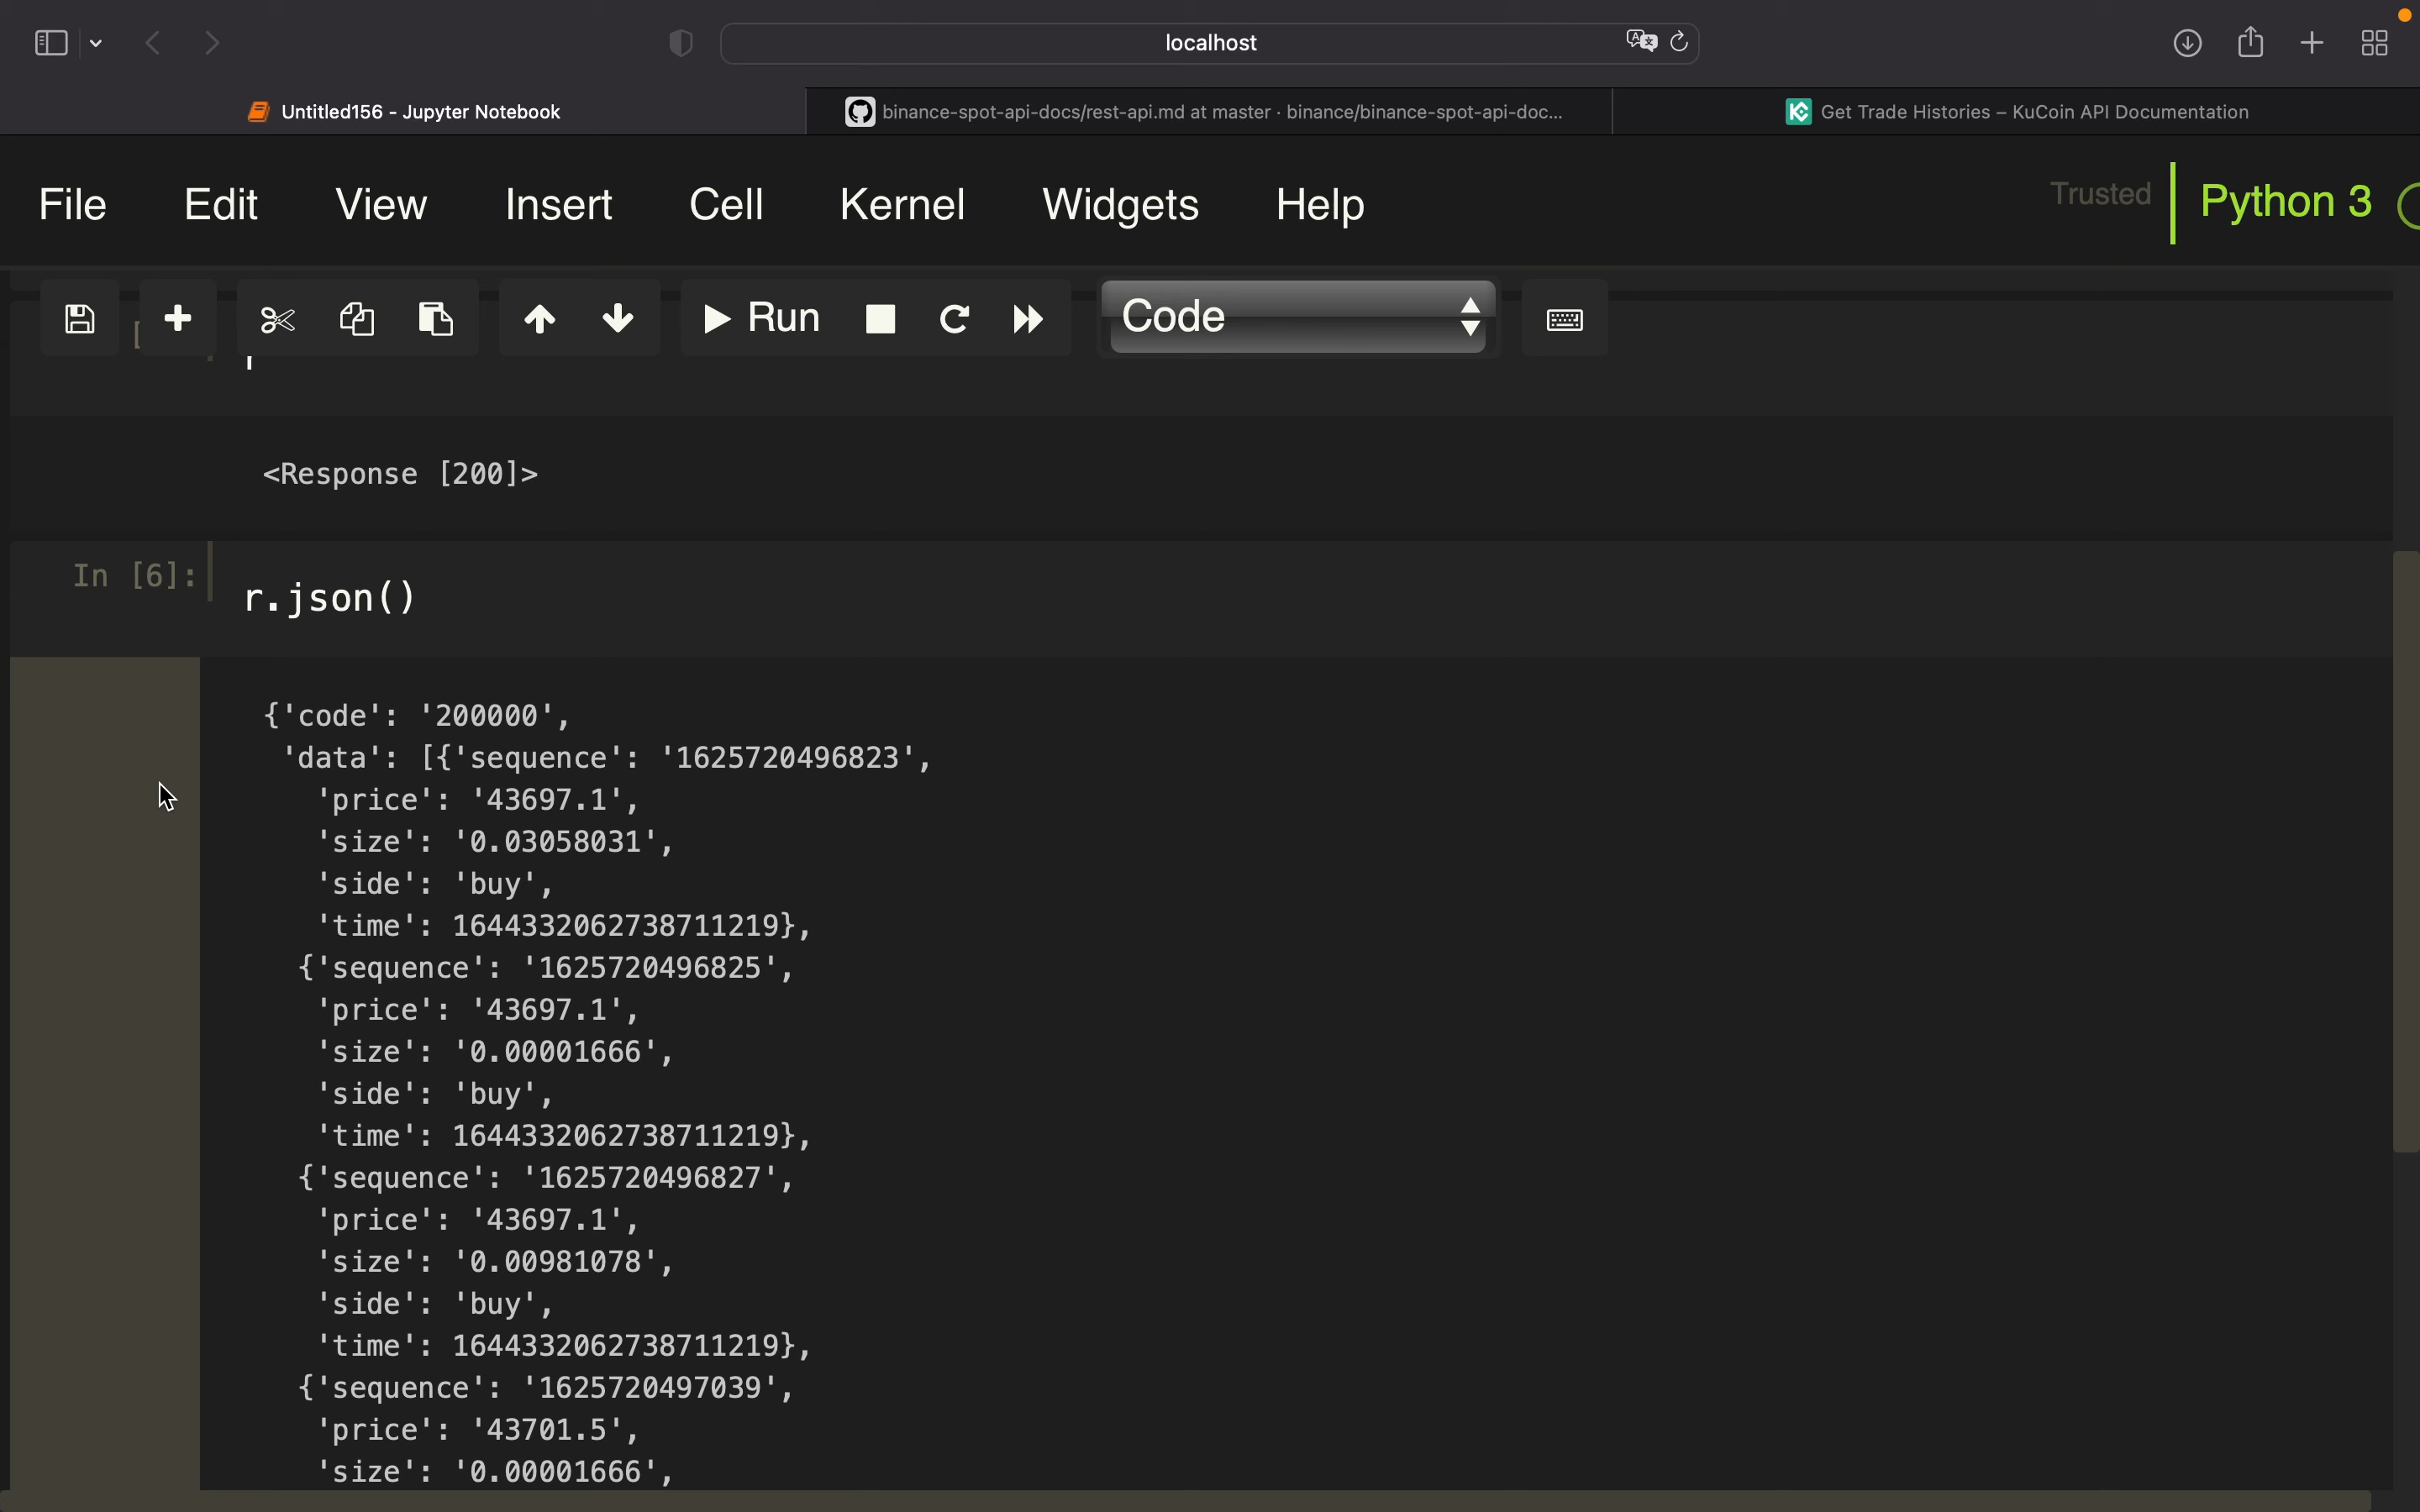 localhost
Untitled156 - Jupyter Notebook
binance-spot-api-docs/rest-api.md at master · binance/binance-spot-api-doc...
Get Trade Histories – KuCoin API Documentation
File Edit View Insert Cell Kernel Widgets Help Trusted Python 3
Run Code
<Response [200]>
In [6]: r.json()
{'code': '200000',
'data': [{'sequence': '1625720496823',
'price': '43697.1',
'size': '0.03058031',
'side': 'buy',
'time': 1644332062738711219},
{'sequence': '1625720496825',
'price': '43697.1',
'size': '0.00001666',
'side': 'buy',
'time': 1644332062738711219},
{'sequence': '1625720496827',
'price': '43697.1',
'size': '0.00981078',
'side': 'buy',
'time': 1644332062738711219},
{'sequence': '1625720497039',
'price': '43701.5',
'size': '0.00001666',